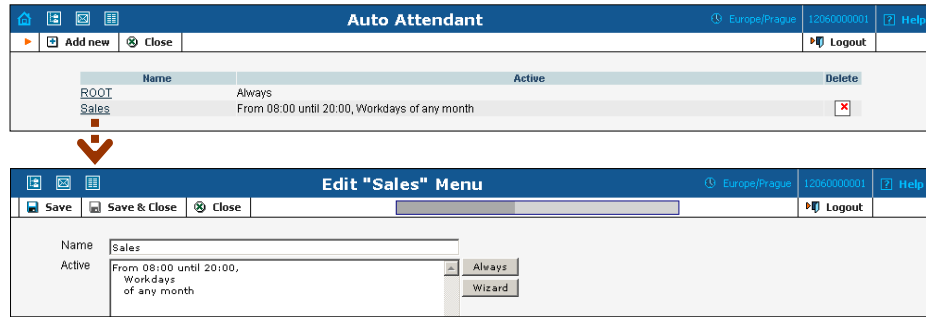 Auto Attendant Europe/Prague 12060000001 ? Help
Add new Close Logout
Name Active Delete
ROOT Always
Sales From 08:00 until 20:00, Workdays of any month
Edit "Sales" Menu Europe/Prague 12060000001 ? Help
Save Save & Close Close Logout
Name Sales
Active From 08:00 until 20:00, Always
Workdays
of any month Wizard